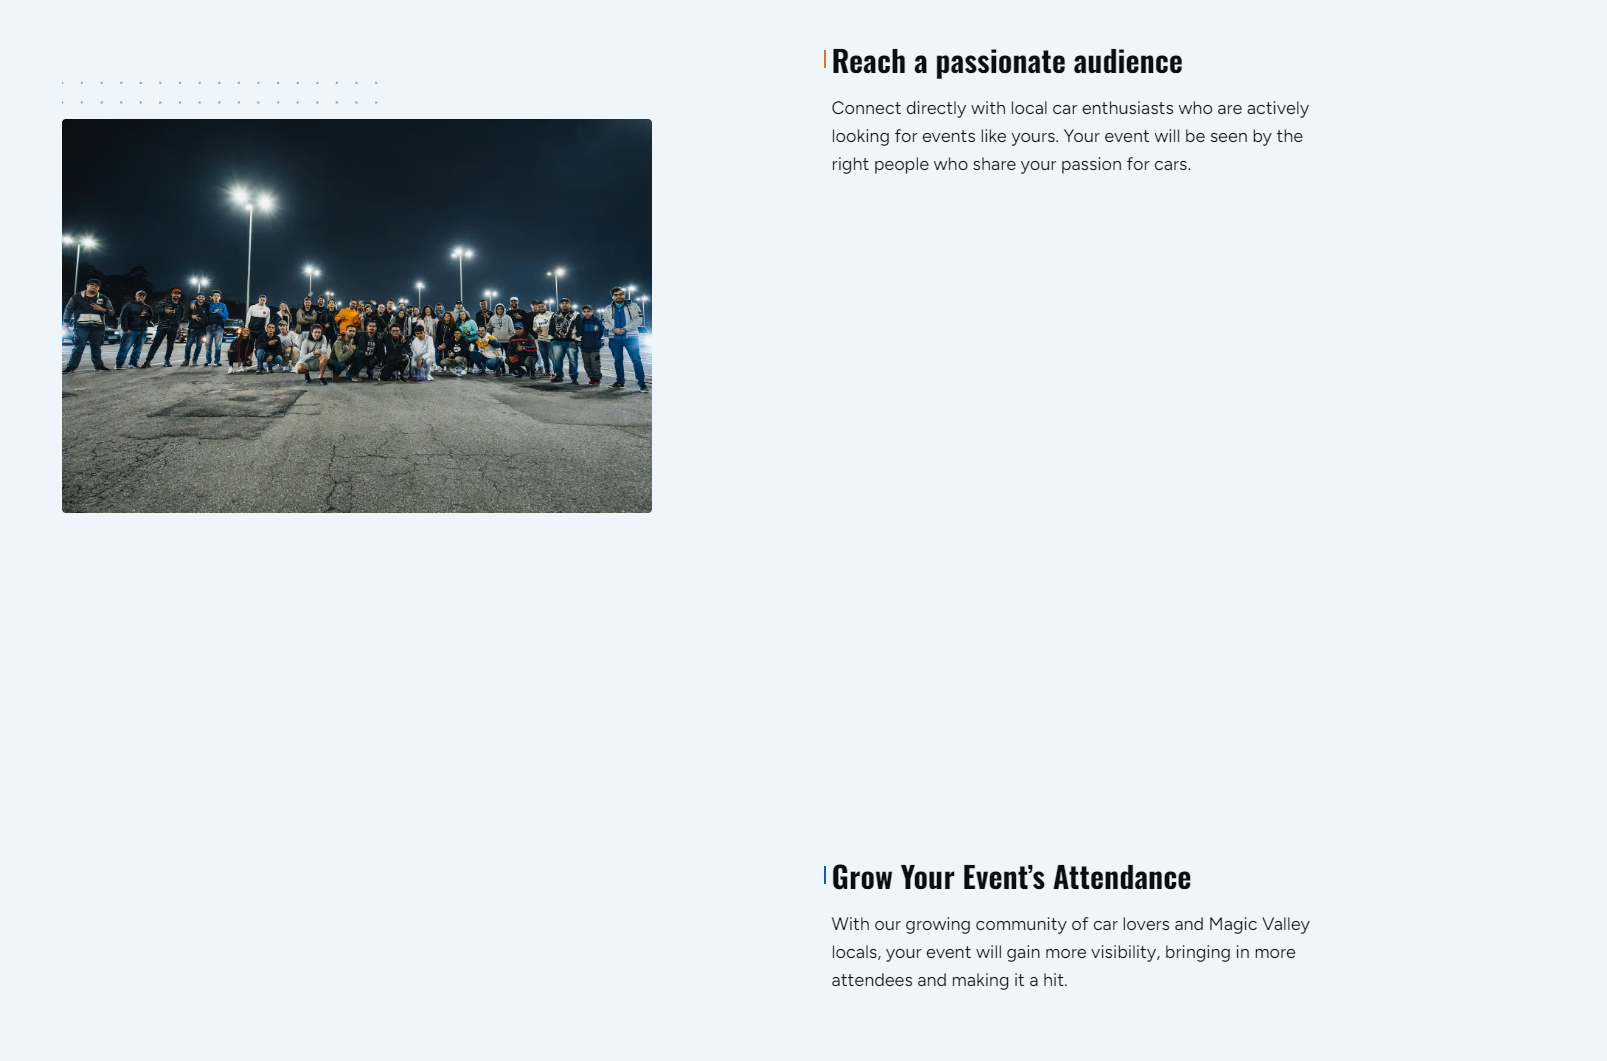 Reach a passionate audience
Connect directly with local car enthusiasts who are actively
looking for events like yours. Your event will be seen by the
right people who share your passion for cars.
Grow Your Event’s Attendance
With our growing community of car lovers and Magic Valley
locals, your event will gain more visibility, bringing in more
attendees and making it a hit.